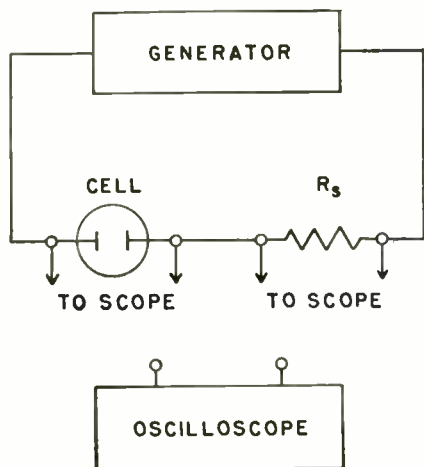 GENERATOR
CELL
Rs
TO SCOPE
TO SCOPE
OSCILLOSCOPE